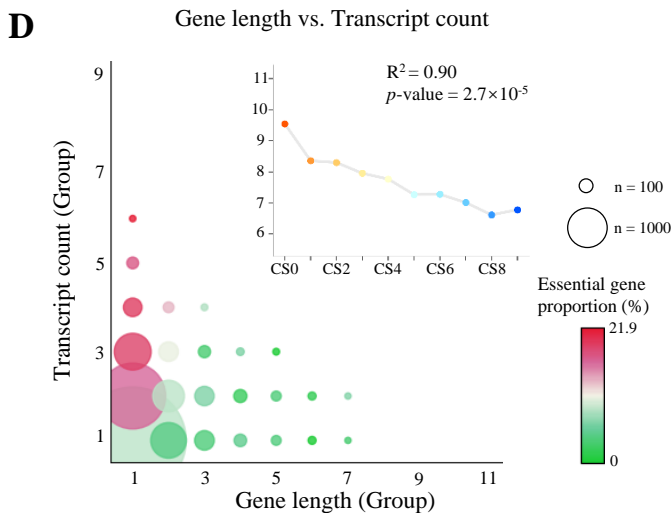 D
Gene length vs. Transcript count
Transcript count (Group)
9
7
5
3
1
11
10
9
8
7
6
R² = 0.90
p-value = 2.7×10⁻⁵
CS0 CS2 CS4 CS6 CS8
n = 100
n = 1000
Essential gene
proportion (%)
21.9
0
1 3 5 7 9 11
Gene length (Group)